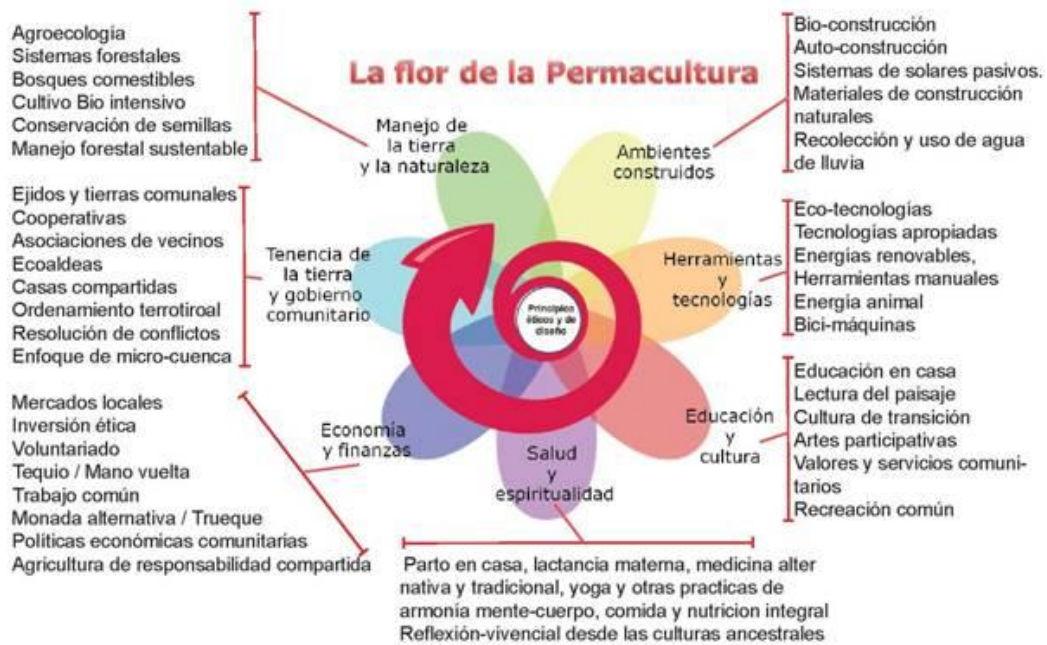 La flor de la Permacultura
Agroecología
Sistemas forestales
Bosques comestibles
Cultivo Bio intensivo
Conservación de semillas
Manejo forestal sustentable
Manejo de
la tierra
y la naturaleza
Ambientes
construidos
Bio-construcción
Auto-construcción
Sistemas de solares pasivos.
Materiales de construcción
naturales
Recolección y uso de agua
de lluvia
Ejidos y tierras comunales
Cooperativas
Asociaciones de vecinos
Ecoaldeas
Casas compartidas
Ordenamiento terrotiroal
Resolución de conflictos
Enfoque de micro-cuenca
Tenencia de
la tierra
y gobierno
comunitario
Principios
éticos y de
diseño
Herramientas
y
tecnologías
Eco-tecnologías
Tecnologías apropiadas
Energías renovables,
Herramientas manuales
Energia animal
Bici-máquinas
Mercados locales
Inversión ética
Voluntariado
Tequio / Mano vuelta
Trabajo común
Monada alternativa / Trueque
Políticas económicas comunitarías
Agricultura de responsabilidad compartida
Economía
y finanzas
Salud
y
espiritualidad
Educación
y
cultura
Educación en casa
Lectura del paisaje
Cultura de transición
Artes participativas
Valores y servicios comuni-
tarios
Recreación común
Parto en casa, lactancia materna, medicina alter
nativa y tradicional, yoga y otras practicas de
armonía mente-cuerpo, comida y nutricion integral
Reflexión-vivencial desde las culturas ancestrales